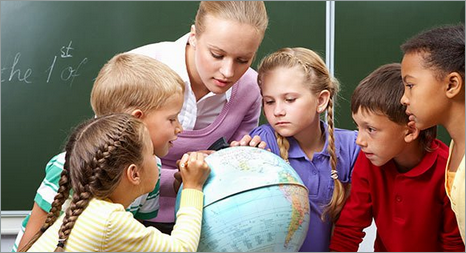 the 1st of